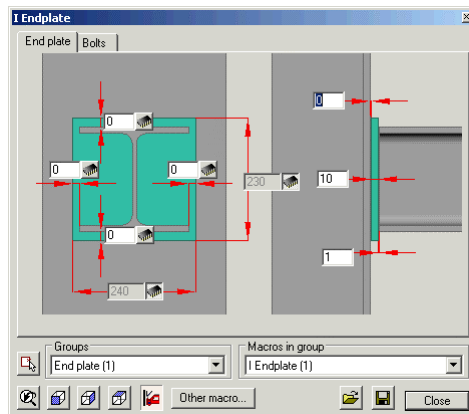 I Endplate
End plate Bolts
0
0
0
0
0
230
10
0
1
240
Groups
Macros in group
End plate (1)
I Endplate (1)
Other macro...
Close